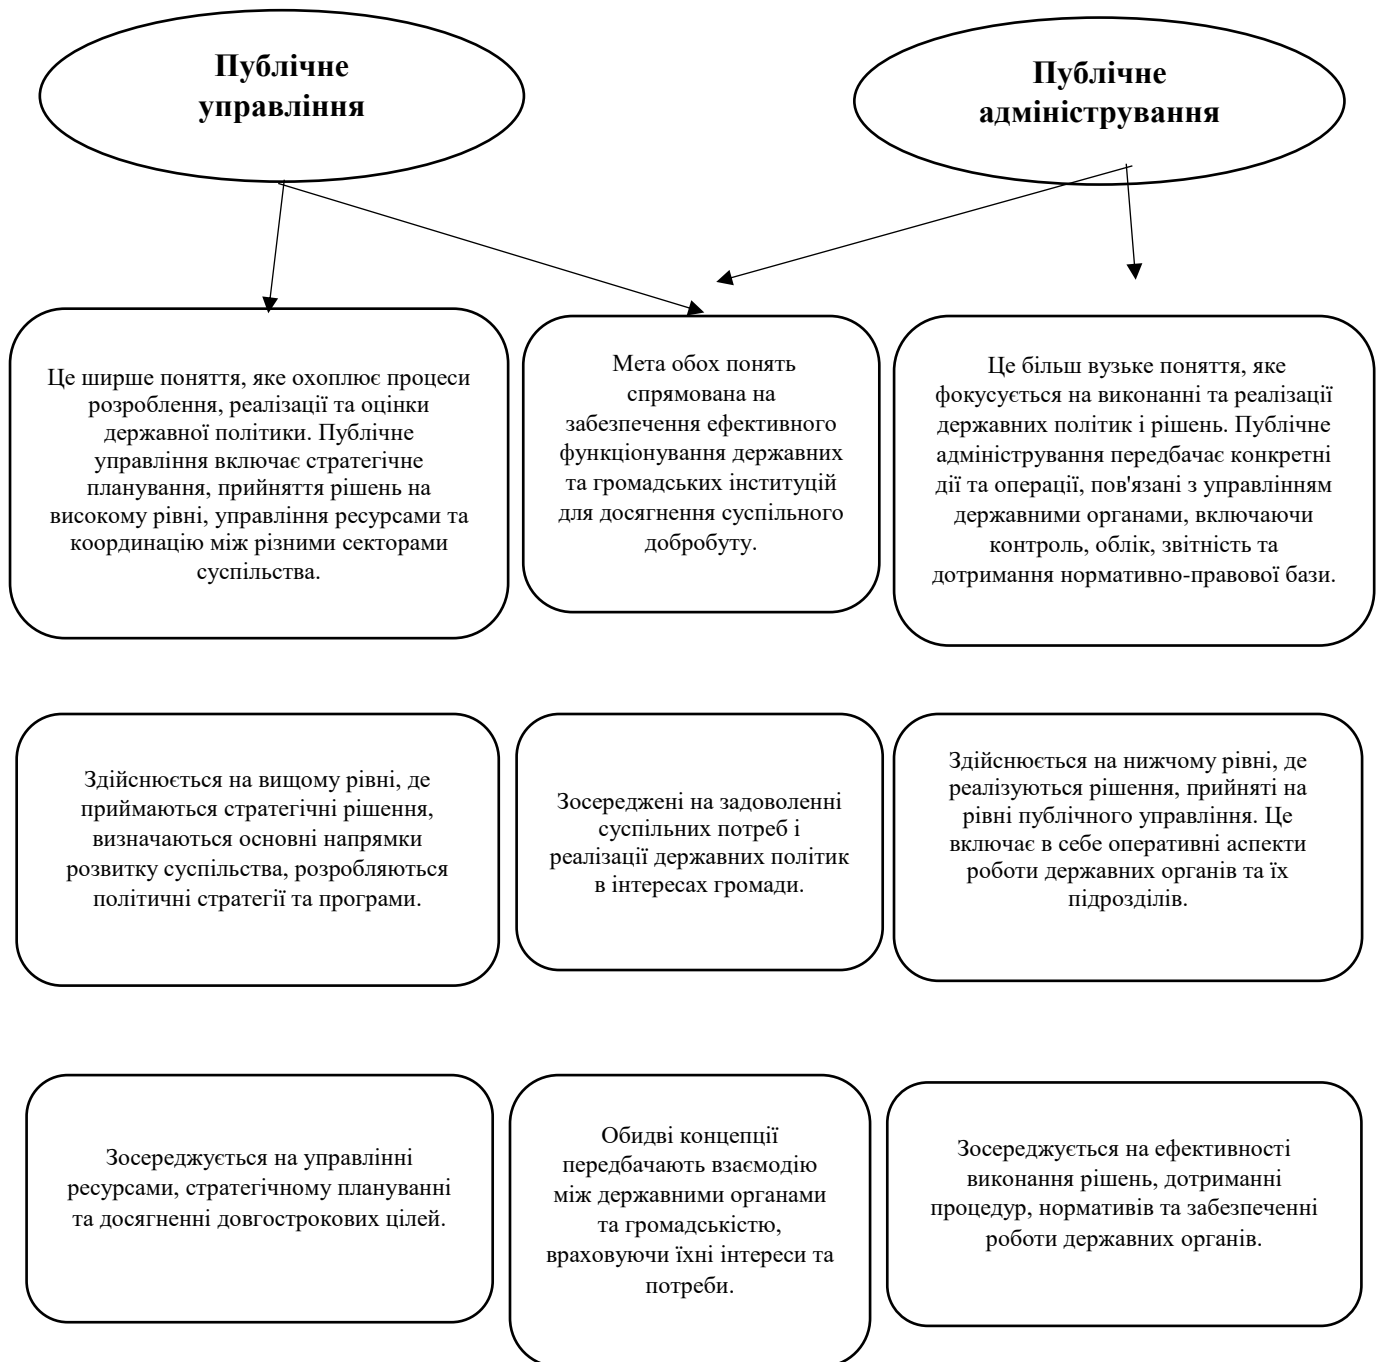 Публічне
управління
Публічне
адміністрування
Це ширше поняття, яке охоплює процеси
розроблення, реалізації та оцінки
державної політики. Публічне
управління включає стратегічне
планування, прийняття рішень на
високому рівні, управління ресурсами та
координацію між різними секторами
суспільства.
Мета обох понять
спрямована на
забезпечення ефективного
функціонування державних
та громадських інституцій
для досягнення суспільного
добробуту.
Це більш вузьке поняття, яке
фокусується на виконанні та реалізації
державних політик і рішень. Публічне
адміністрування передбачає конкретні
дії та операції, пов'язані з управлінням
державними органами, включаючи
контроль, облік, звітність та
дотримання нормативно-правової бази.
Здійснюється на вищому рівні, де
приймаються стратегічні рішення,
визначаються основні напрямки
розвитку суспільства, розробляються
політичні стратегії та програми.
Зосереджені на задоволенні
суспільних потреб і
реалізації державних політик
в інтересах громади.
Здійснюється на нижчому рівні, де
реалізуються рішення, прийняті на
рівні публічного управління. Це
включає в себе оперативні аспекти
роботи державних органів та їх
підрозділів.
Зосереджується на управлінні
ресурсами, стратегічному плануванні
та досягненні довгострокових цілей.
Обидві концепції
передбачають взаємодію
між державними органами
та громадськістю,
враховуючи їхні інтереси та
потреби.
Зосереджується на ефективності
виконання рішень, дотриманні
процедур, нормативів та забезпеченні
роботи державних органів.